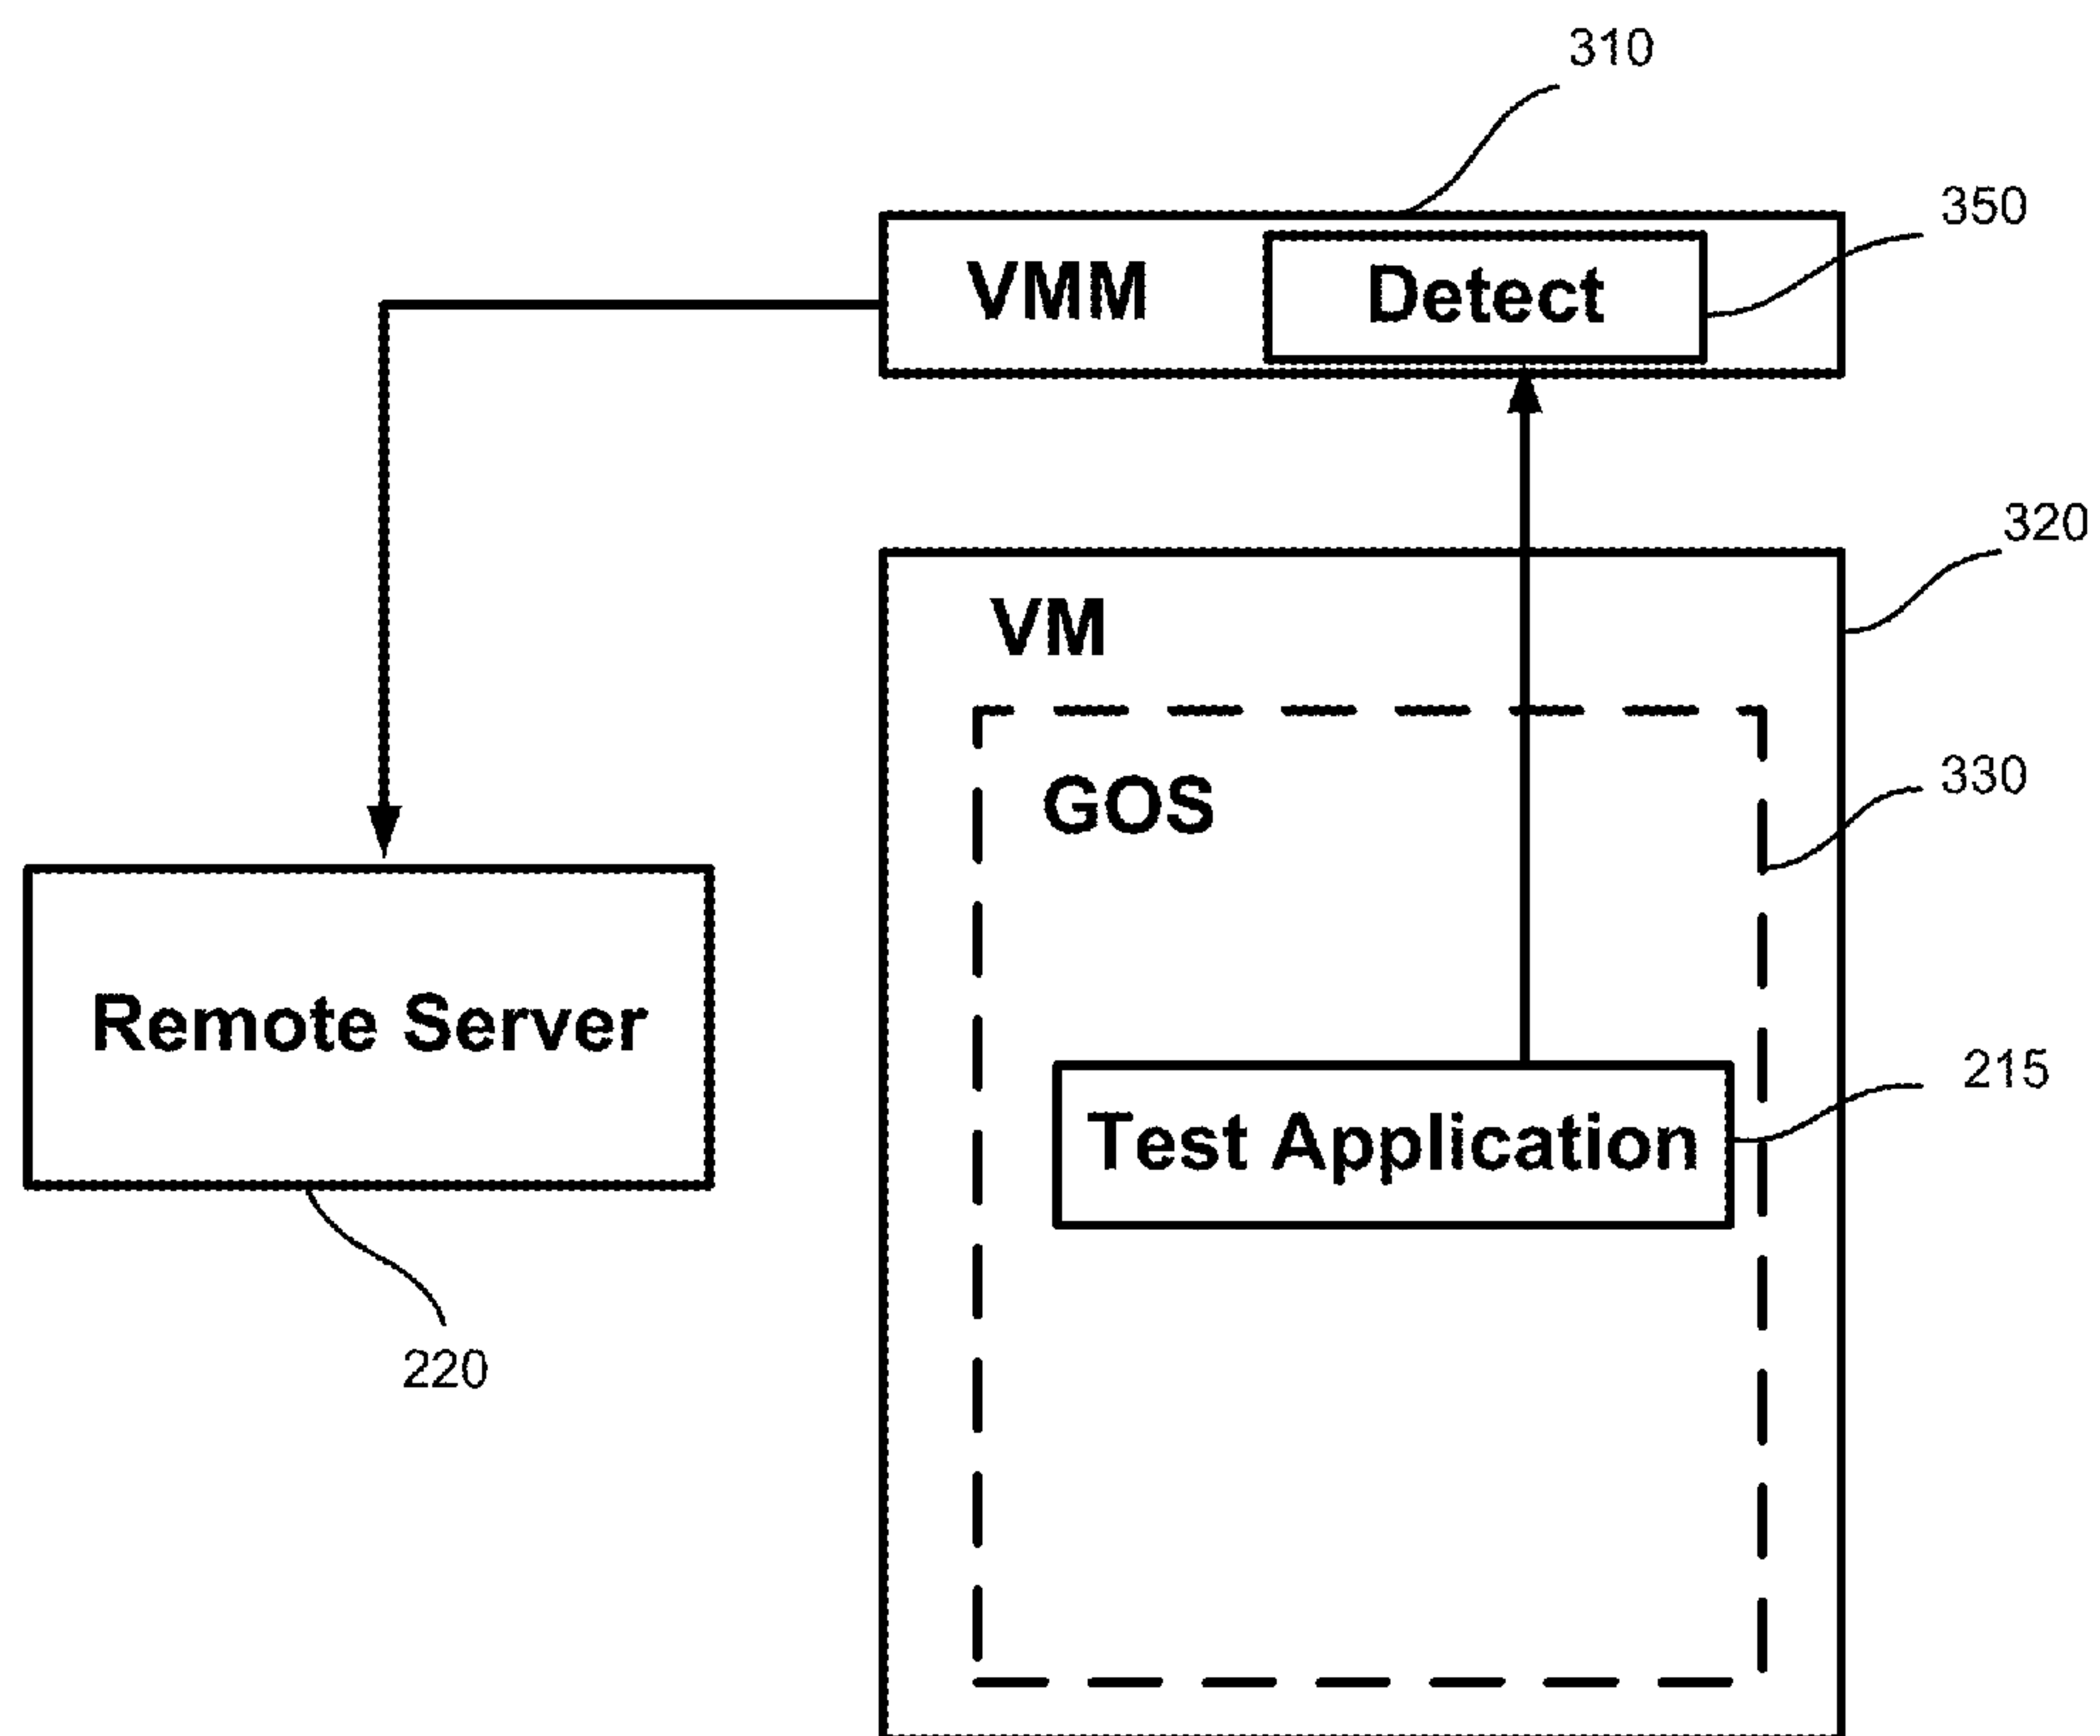 310
350
VMM
Detect
320
VM
330
GOS
Remote Server
215
Test Application
220